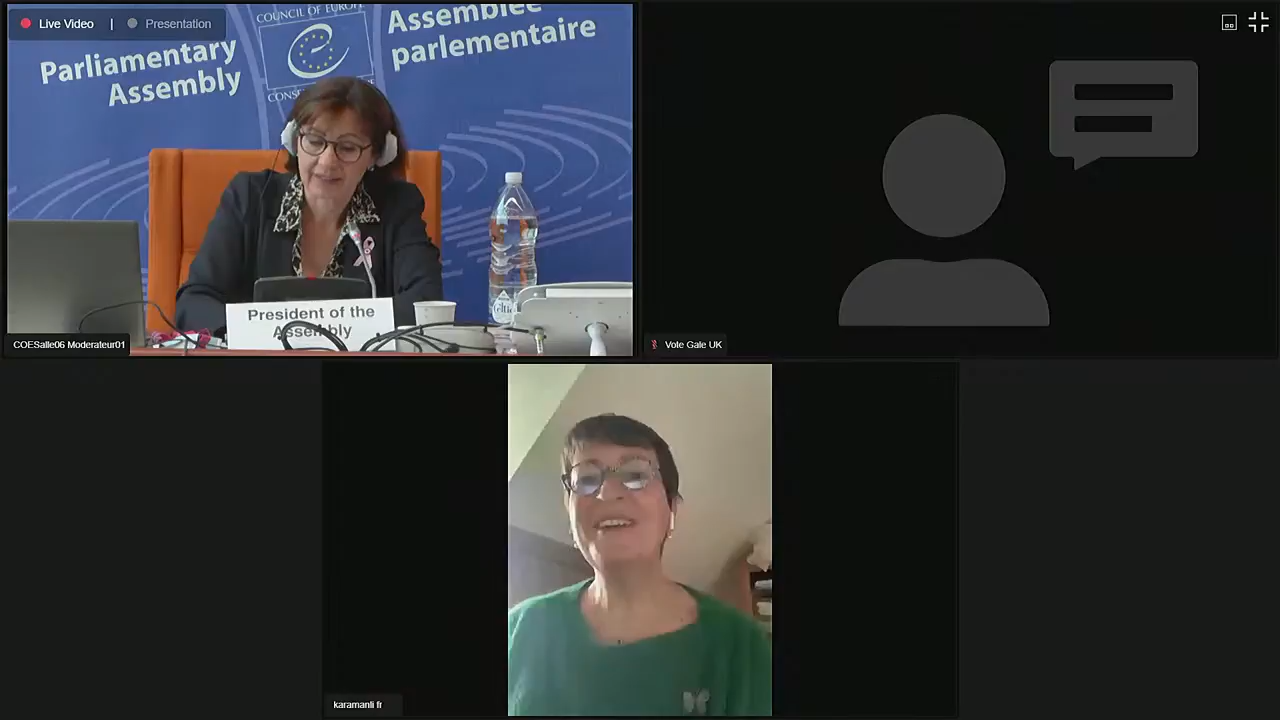 Live Video | Presentation
COUNCIL OF EUROPE
Parliamentary
Assembly
Assemblée
parlementaire
President of the
Assembly
COESalle06 Moderateur01
Vote Gale UK
karamanli fr